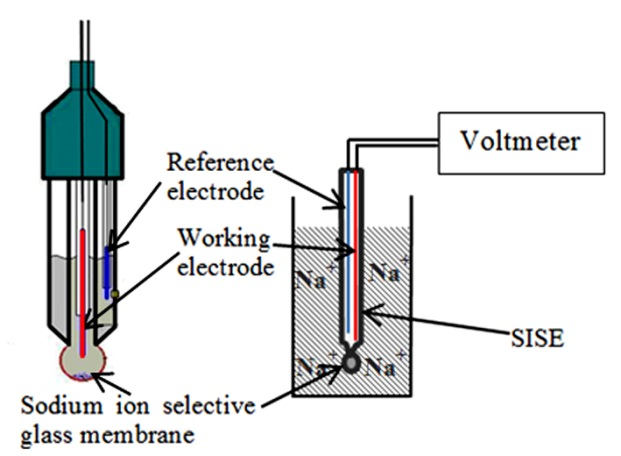 Voltmeter
Reference
electrode
Working
electrode
Na+
Na+
SISE
Na+
Na+
Sodium ion selective
glass membrane